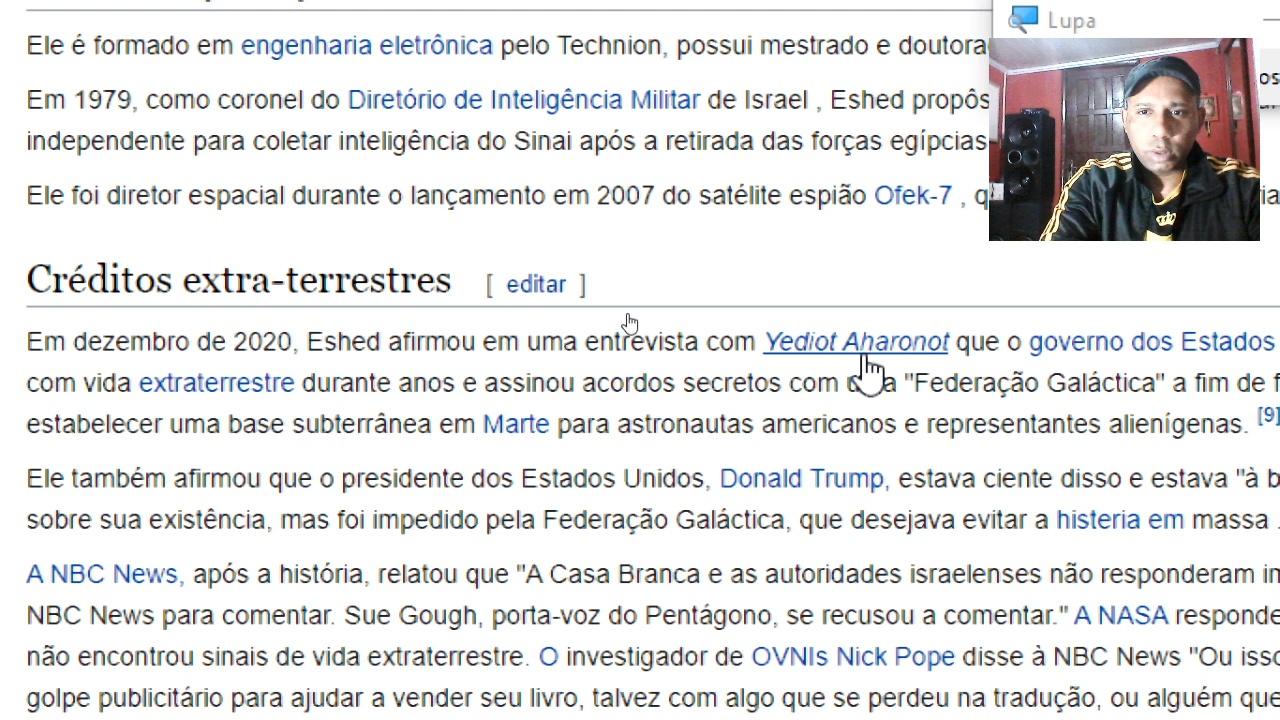 Lupa
Ele é formado em engenharia eletrônica pelo Technion, possui mestrado e
os
Em 1979, como coronel do Diretório de Inteligência Militar de Israel , Eshed propôs
independente para coletar inteligência do Sinai após a retirada das forças egípcias
Ele foi diretor espacial durante o lançamento em 2007 do satélite espião Ofek-7 ,
Créditos extra-terrestres [ editar ]
Em dezembro de 2020, Eshed afirmou em uma entrevista com Yediot Aharonot que o governo dos Estados
com vida extraterrestre durante anos e assinou acordos secretos com "Federação Galáctica" a fim de
estabelecer uma base subterrânea em Marte para astronautas americanos e representantes alienígenas. [9]
Ele também afirmou que o presidente dos Estados Unidos, Donald Trump, estava ciente disso e estava "à
sobre sua existência, mas foi impedido pela Federação Galáctica, que desejava evitar a histeria em massa .
A NBC News, após a história, relatou que "A Casa Branca e as autoridades israelenses não responderam
NBC News para comentar. Sue Gough, porta-voz do Pentágono, se recusou a comentar." A NASA
não encontrou sinais de vida extraterrestre. O investigador de OVNIs Nick Pope disse à NBC News "Ou
golpe publicitário para ajudar a vender seu livro, talvez com algo que se perdeu na tradução, ou alguém que